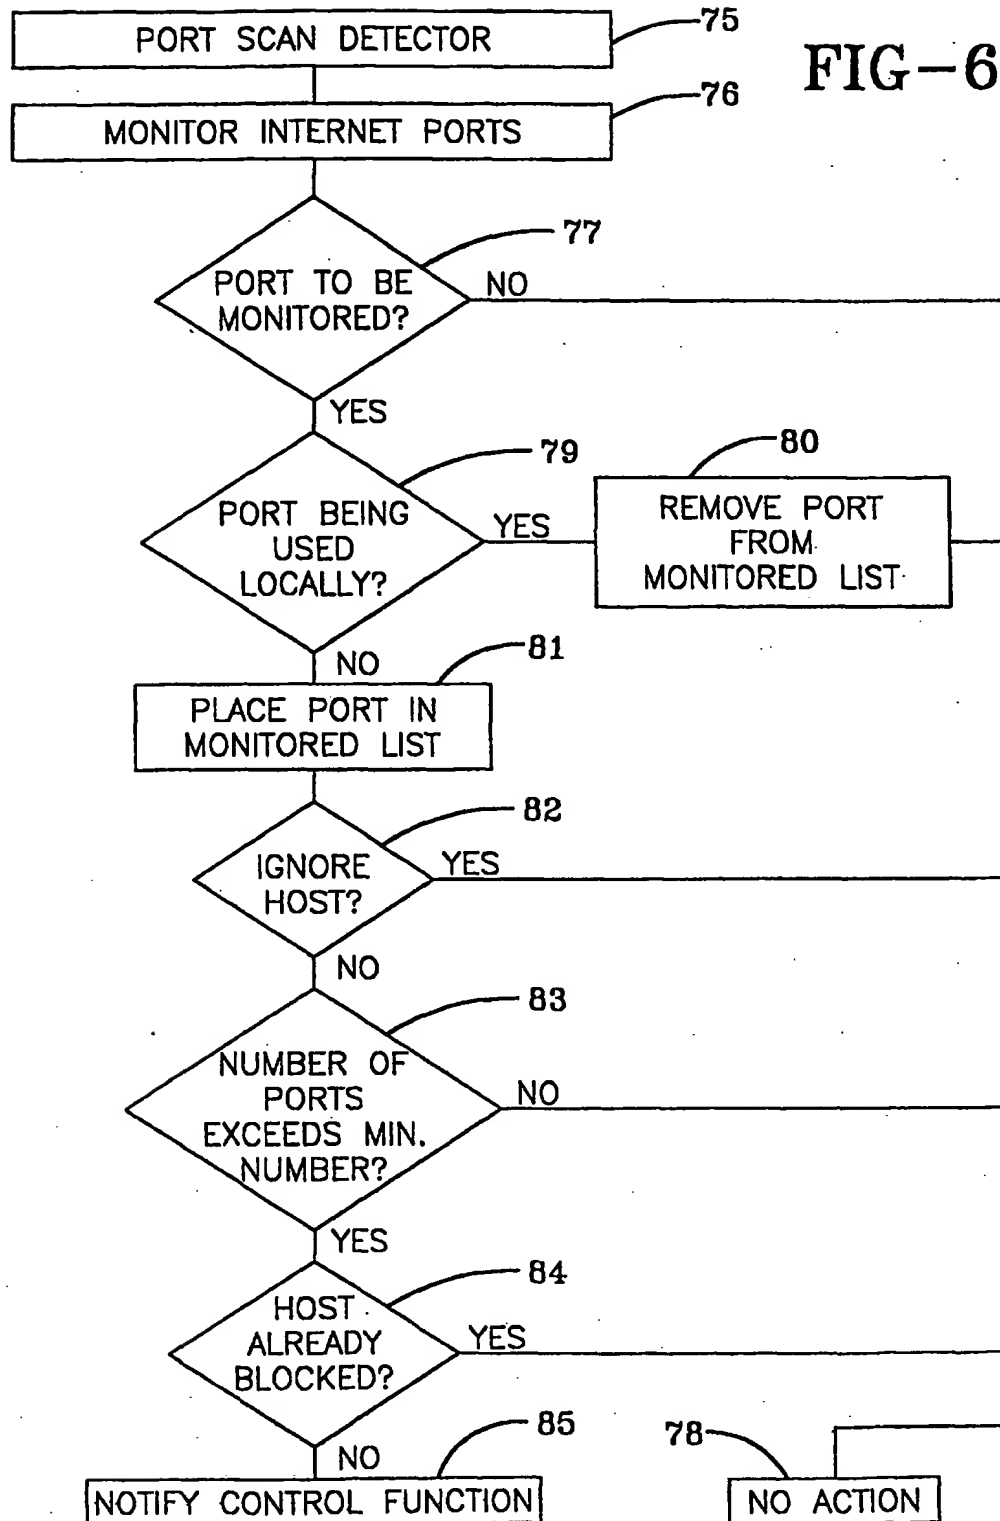 PORT SCAN DETECTOR
75
FIG-6
76
MONITOR INTERNET PORTS
77
PORT TO BE
MONITORED?
NO
YES
79
80
PORT BEING
USED
LOCALLY?
YES
REMOVE PORT
FROM
MONITORED LIST
NO
81
PLACE PORT IN
MONITORED LIST
82
IGNORE
HOST?
YES
NO
83
NUMBER OF
PORTS
EXCEEDS MIN.
NUMBER?
NO
YES
84
HOST
ALREADY
BLOCKED?
YES
NO
85
78
NOTIFY CONTROL FUNCTION
NO ACTION